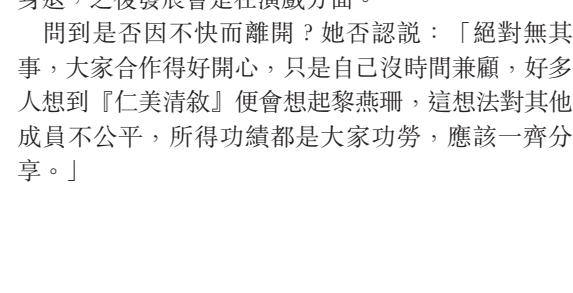 身退，之後發展會是在演戲方面。
問到是否因不快而離開？她否認説：「絕對無其
事，大家合作得好開心，只是自己沒時間兼顧，好多
人想到『仁美清敘』便會想起黎燕珊，這想法對其他
成員不公平，所得功績都是大家功勞，應該一齊分
享。」